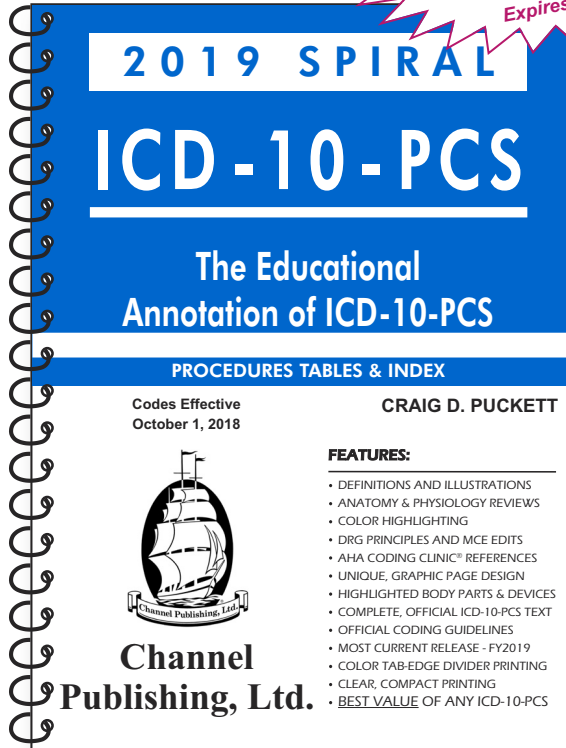 Expires
2019 SPIRAL
ICD-10-PCS
The Educational
Annotation of ICD-10-PCS
PROCEDURES TABLES & INDEX
Codes Effective
October 1, 2018
CRAIG D. PUCKETT
FEATURES:
• DEFINITIONS AND ILLUSTRATIONS
• ANATOMY & PHYSIOLOGY REVIEWS
• COLOR HIGHLIGHTING
• DRG PRINCIPLES AND MCE EDITS
• AHA CODING CLINIC® REFERENCES
• UNIQUE, GRAPHIC PAGE DESIGN
• HIGHLIGHTED BODY PARTS & DEVICES
• COMPLETE, OFFICIAL ICD-10-PCS TEXT
• OFFICIAL CODING GUIDELINES
• MOST CURRENT RELEASE - FY2019
• COLOR TAB-EDGE DIVIDER PRINTING
• CLEAR, COMPACT PRINTING
• BEST VALUE OF ANY ICD-10-PCS
Channel Publishing, Ltd.
Channel
Publishing, Ltd.